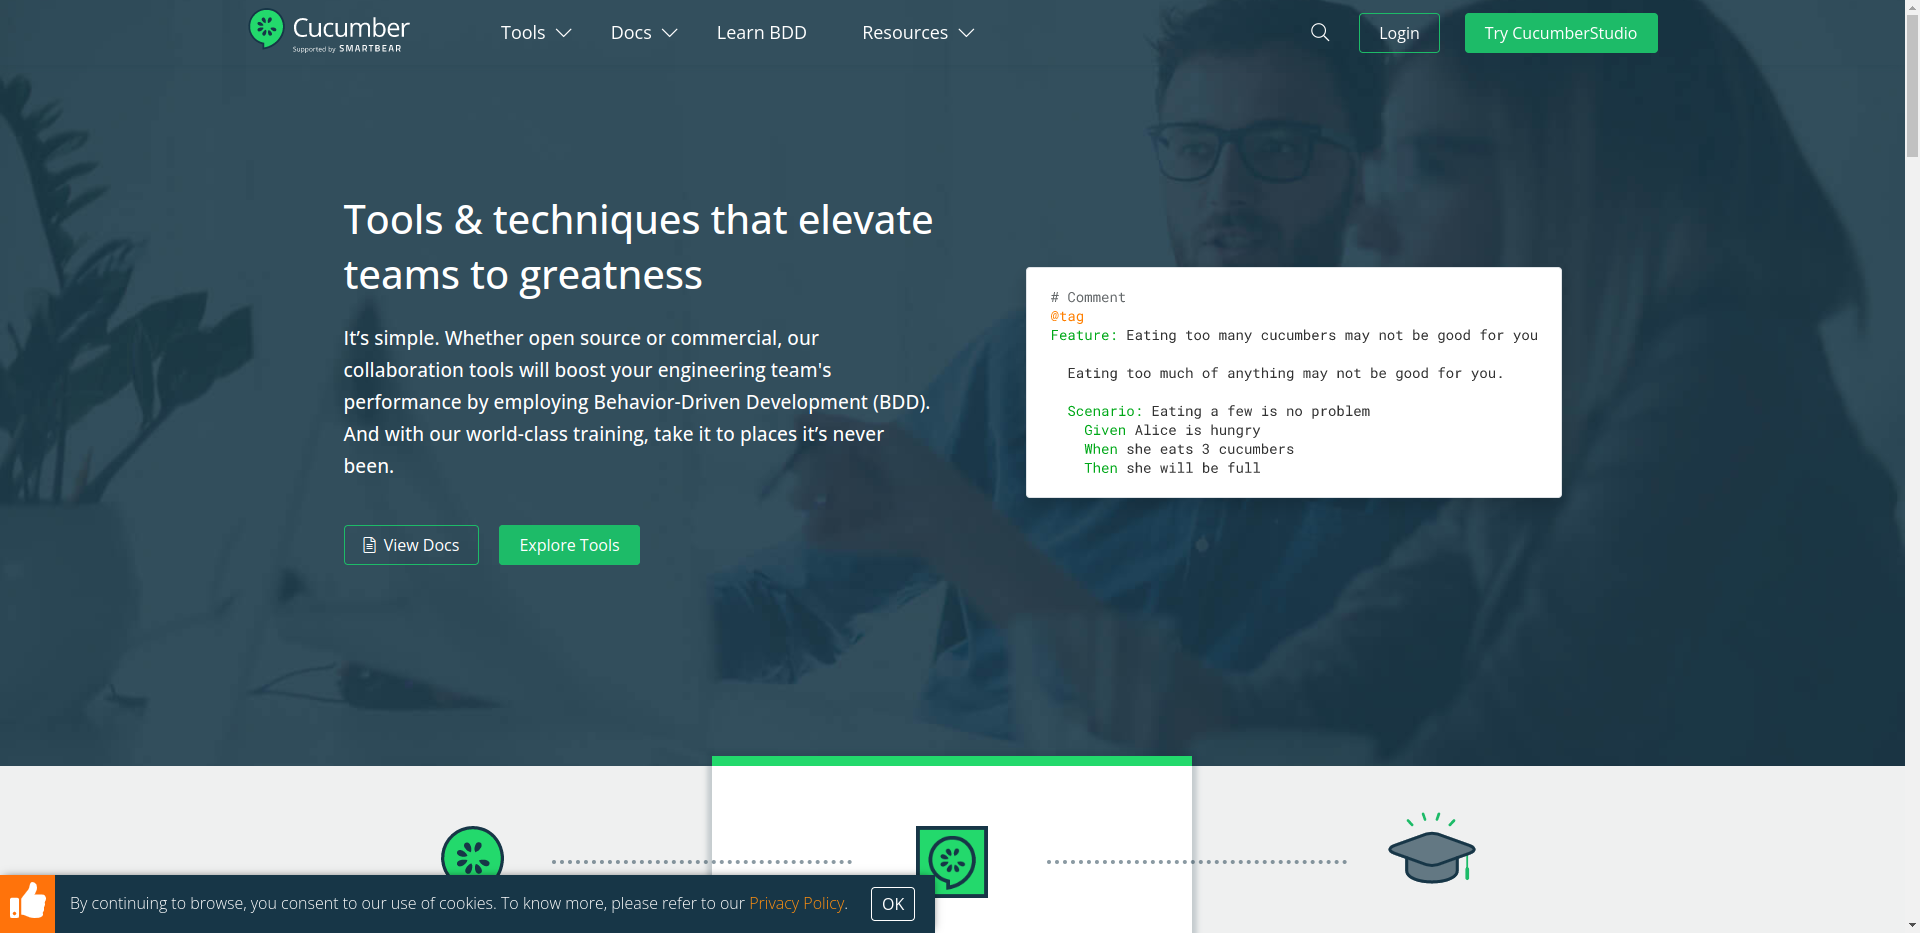 Cucumber
Supported by SMARTBEAR
Tools
Docs
Learn BDD
Resources
Login
Try CucumberStudio
Tools & techniques that elevate
teams to greatness
It’s simple. Whether open source or commercial, our
collaboration tools will boost your engineering team's
performance by employing Behavior-Driven Development (BDD).
And with our world-class training, take it to places it’s never
been.
View Docs
Explore Tools
# Comment
@tag
Feature: Eating too many cucumbers may not be good for you
Eating too much of anything may not be good for you.
Scenario: Eating a few is no problem
Given Alice is hungry
When she eats 3 cucumbers
Then she will be full
By continuing to browse, you consent to our use of cookies. To know more, please refer to our Privacy Policy.
OK